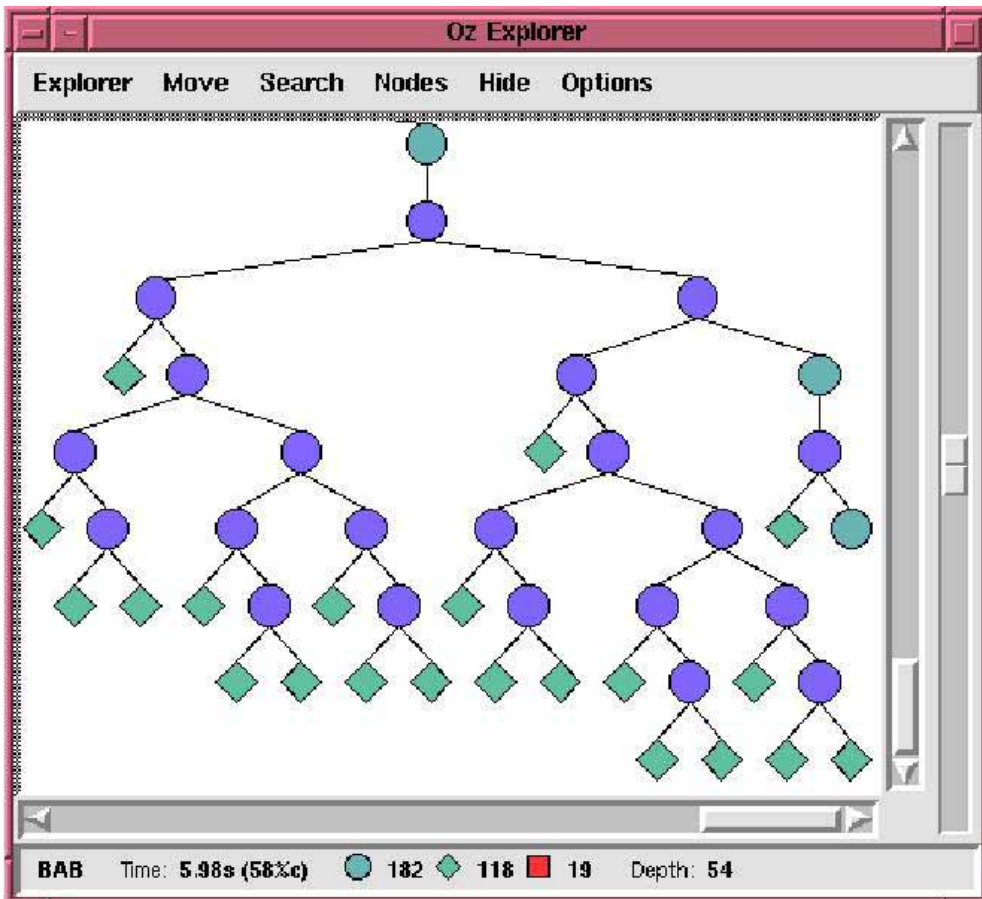 Oz Explorer
Explorer Move Search Nodes Hide Options
BAB Time: 5.98s (58%c) 182 118 19 Depth: 54